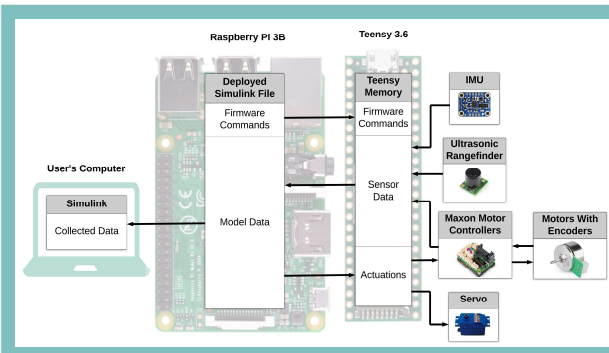 Raspberry PI 3B
Teensy 3.6
Deployed
Simulink File
Firmware
Commands
Model Data
Teensy
Memory
Firmware
Commands
Sensor
Data
Actuations
IMU
Ultrasonic
Rangefinder
Maxon Motor
Controllers
Motors With
Encoders
Servo
User's Computer
Simulink
Collected Data